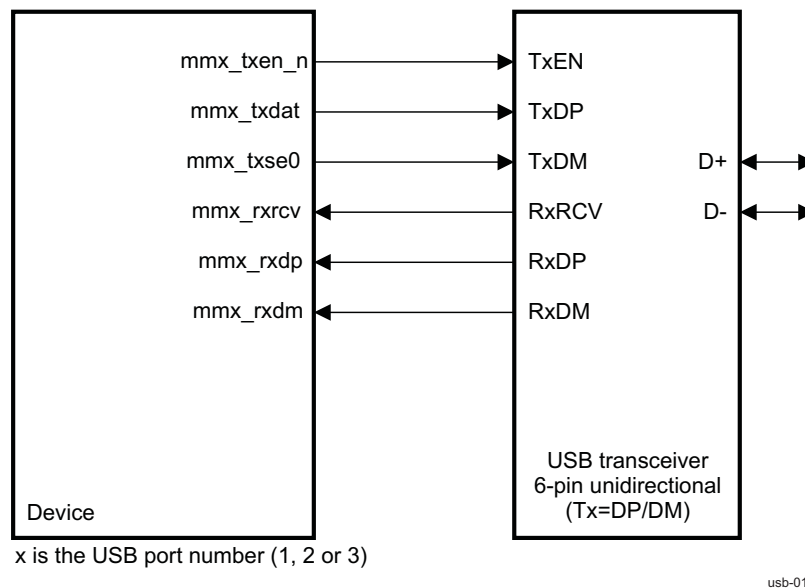 mmx_txen_n TxEN
mmx_txdat TxDP
mmx_txse0 TxDM D+
mmx_rxrcv RxRCV D-
mmx_rxdp RxDP
mmx_rxdm RxDM
USB transceiver
6-pin unidirectional
(Tx=DP/DM)
Device
x is the USB port number (1, 2 or 3)
usb-01